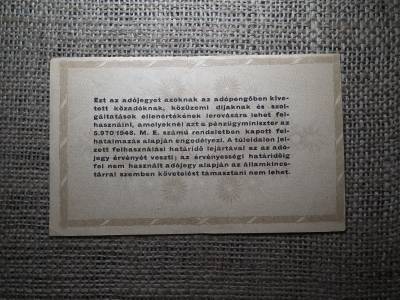 Ezt az adójegyet azoknak az adópengőben kive-
tett közadóknak, közüzemi díjaknak és szol-
gáltatások ellenértékének lerovására lehet fel-
használni, amelyeknél azt a pénzügyminiszter az
5.970/1946. M. E. számú rendeletben kapott fel-
hatalmazás alapján engedélyezi. A túloldalon jel-
zett felhasználási határidő lejártával ez az adó-
jegy érvényét veszti; az érvényességi határidőig
fel nem használt adójegy alapján az államkincs-
tárral szemben követelést támasztani nem lehet.